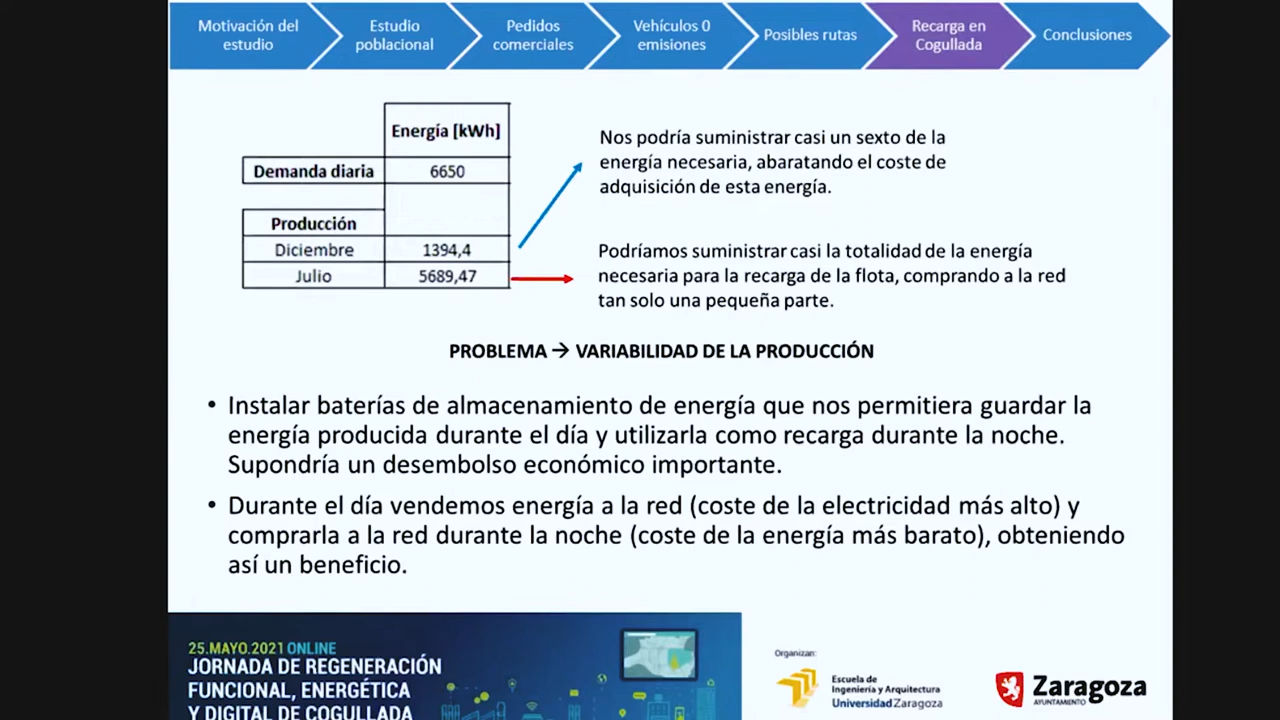 Motivación del
estudio
Estudio
poblacional
Pedidos
comerciales
Vehículos 0
emisiones
Posibles rutas
Recarga en
Cogullada
Conclusiones
Energía [kWh]
Demanda diaria 6650
Producción
Diciembre 1394,4
Julio 5689,47
Nos podría suministrar casi un sexto de la
energía necesaria, abaratando el coste de
adquisición de esta energía.
Podríamos suministrar casi la totalidad de la energía
necesaria para la recarga de la flota, comprando a la red
tan solo una pequeña parte.
PROBLEMA → VARIABILIDAD DE LA PRODUCCIÓN
• Instalar baterías de almacenamiento de energía que nos permitiera guardar la
energía producida durante el día y utilizarla como recarga durante la noche.
Supondría un desembolso económico importante.
• Durante el día vendemos energía a la red (coste de la electricidad más alto) y
comprarla a la red durante la noche (coste de la energía más barato), obteniendo
así un beneficio.
25.MAYO.2021 ONLINE
JORNADA DE REGENERACIÓN
FUNCIONAL, ENERGÉTICA
Y DIGITAL DE COGULLADA
Organizan:
Escuela de
Ingeniería y Arquitectura
Universidad Zaragoza
Zaragoza
AYUNTAMIENTO